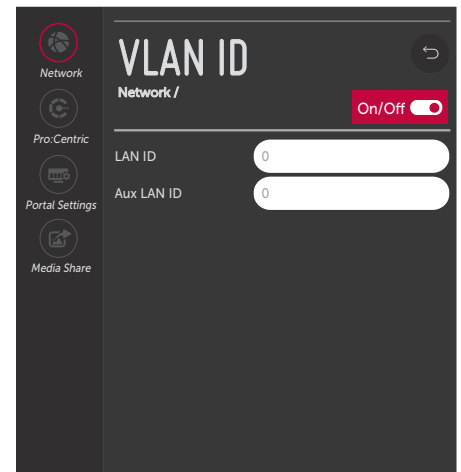 VLAN ID
Network /
On/Off
LAN ID 0
Aux LAN ID 0
Network
Pro:Centric
Portal Settings
Media Share